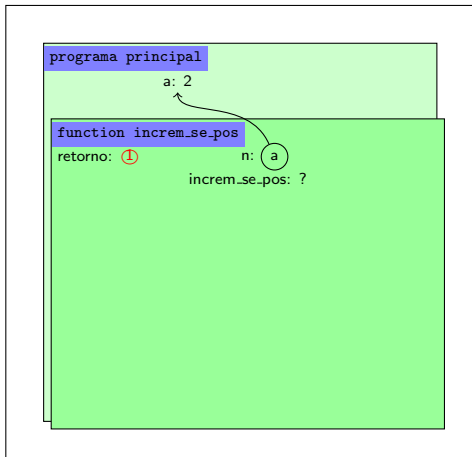 programa principal
a: 2
function increm_se_pos
retorno: 1 n: a
increm_se_pos: ?